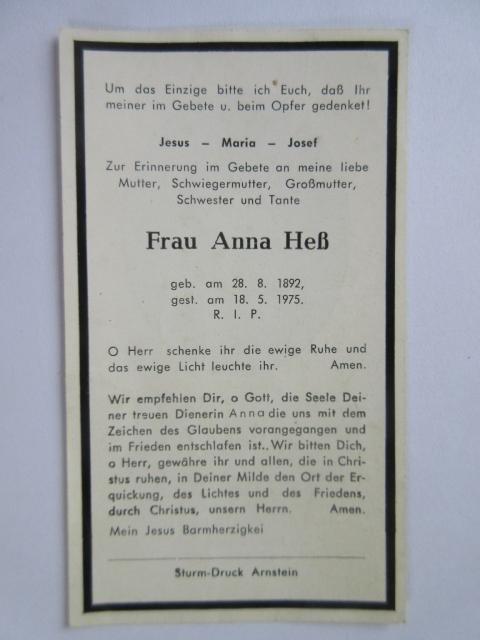 Um das Einzige bitte ich Euch, daß Ihr
meiner im Gebete u. beim Opfer gedenket!
Jesus – Maria – Josef
Zur Erinnerung im Gebete an meine liebe
Mutter, Schwiegermutter, Großmutter,
Schwester und Tante
Frau Anna Heß
geb. am 28. 8. 1892,
gest. am 18. 5. 1975.
R. I. P.
O Herr schenke ihr die ewige Ruhe und
das ewige Licht leuchte ihr. Amen.
Wir empfehlen Dir, o Gott, die Seele Dei-
ner treuen Dienerin Anna die uns mit dem
Zeichen des Glaubens vorangegangen und
im Frieden entschlafen ist., Wir bitten Dich,
o Herr, gewähre ihr und allen, die in Chri-
stus ruhen, in Deiner Milde den Ort der Er-
quickung, des Lichtes und des Friedens,
durch Christus, unsern Herrn. Amen.
Mein Jesus Barmherzigkei
Sturm-Druck Arnstein